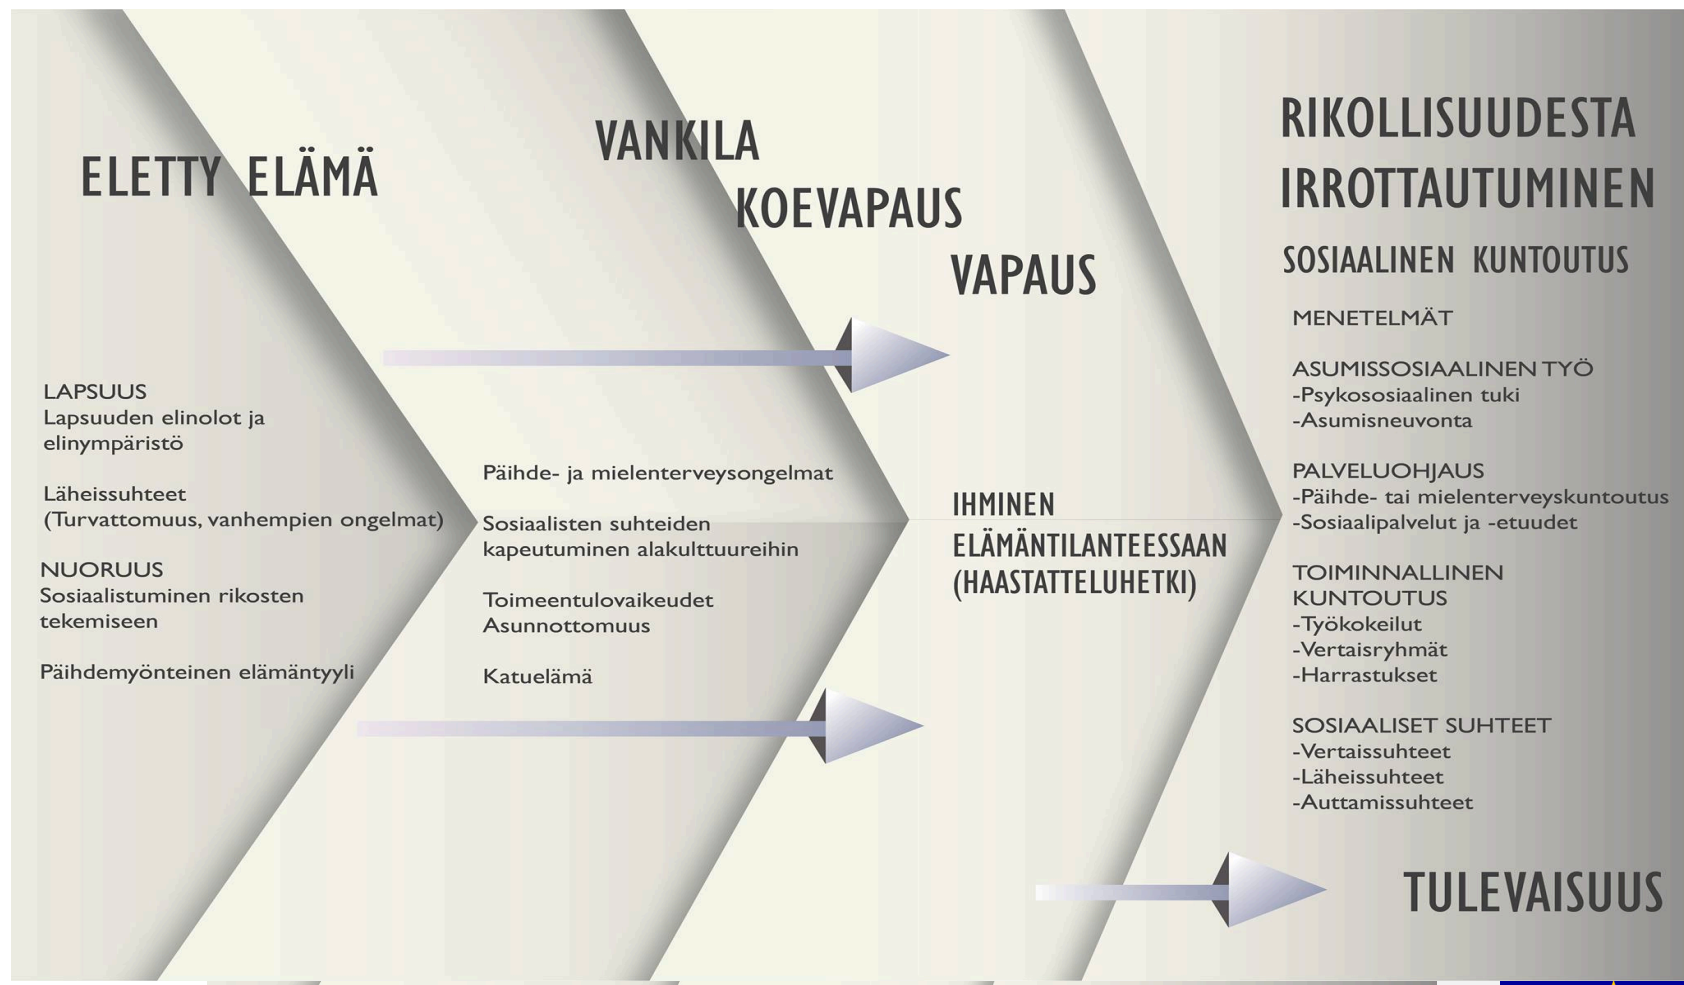 ELETTY ELÄMÄ
LAPSUUS
Lapsuuden elinolot ja
elinympäristö
Läheissuhteet
(Turvattomuus, vanhempien ongelmat)
NUORUUS
Sosiaalistuminen rikosten
tekemiseen
Päihdemyönteinen elämäntyyli
VANKILA
KOEVAPAUS
VAPAUS
Päihde- ja mielenterveysongelmat
Sosiaalisten suhteiden
kapeutuminen alakulttuureihin
Toimeentulovaikeudet
Asunnottomuus
Katuelämä
IHMINEN
ELÄMÄNTILANTEESSAAN
(HAASTATTELUHETKI)
RIKOLLISUUDESTA
IRROTTAUTUMINEN
SOSIAALINEN KUNTOUTUS
MENETELMÄT
ASUMISSOSIAALINEN TYÖ
-Psykososiaalinen tuki
-Asumisneuvonta
PALVELUOHJAUS
-Päihde- tai mielenterveyskuntoutus
-Sosiaalipalvelut ja -etuudet
TOIMINNALLINEN
KUNTOUTUS
-Työkokeilut
-Vertaisryhmät
-Harrastukset
SOSIAALISET SUHTEET
-Vertaissuhteet
-Läheissuhteet
-Auttamissuhteet
TULEVAISUUS